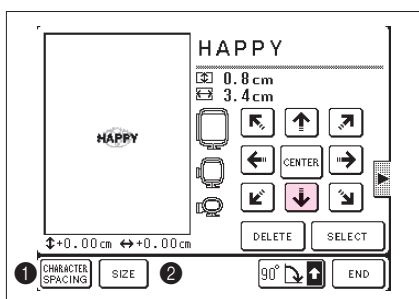 HAPPY
0.8cm
3.4cm
HAPPY
CENTER
+0.00cm +0.00cm
DELETE SELECT
1 CHARACTER SPACING SIZE 2 90° END